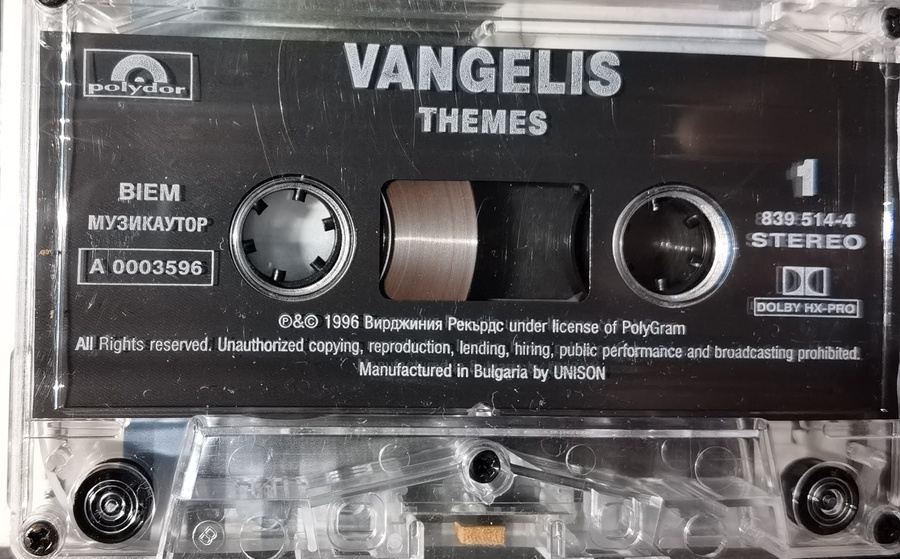 polydor
VANGELIS
THEMES
BIEM
МУЗИКАУТОР
A 0003596
1
839 514-4
STEREO
DOLBY HX-PRO
℗&© 1996 Вирджиния Рекърдс under license of PolyGram
All Rights reserved. Unauthorized copying, reproduction, lending, hiring, public performance and broadcasting prohibited.
Manufactured in Bulgaria by UNISON